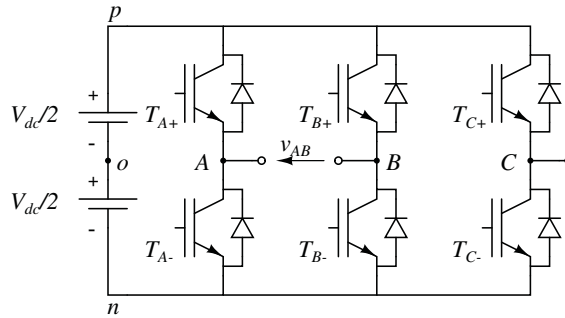 p
+
V_dc/2
-
T_A+
T_B+
T_C+
o
A
v_AB
B
C
+
V_dc/2
-
T_A-
T_B-
T_C-
n